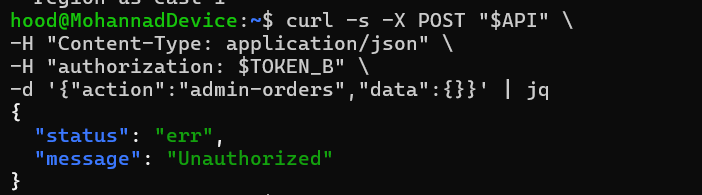 hood@MohannadDevice:~$ curl -s -X POST "$API" \
-H "Content-Type: application/json" \
-H "authorization: $TOKEN_B" \
-d '{"action":"admin-orders","data":{}}' | jq
{
  "status": "err",
  "message": "Unauthorized"
}